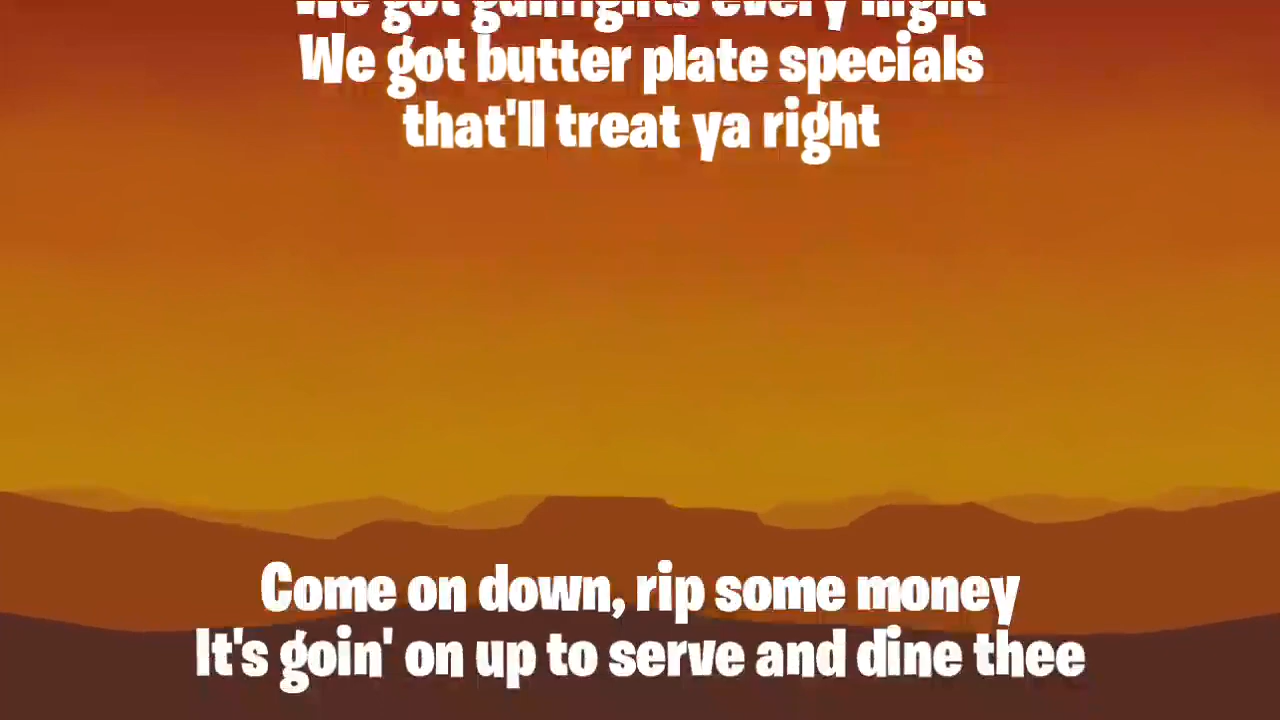 We got gunfights every night
We got butter plate specials
that'll treat ya right
Come on down, rip some money
It's goin' on up to serve and dine thee